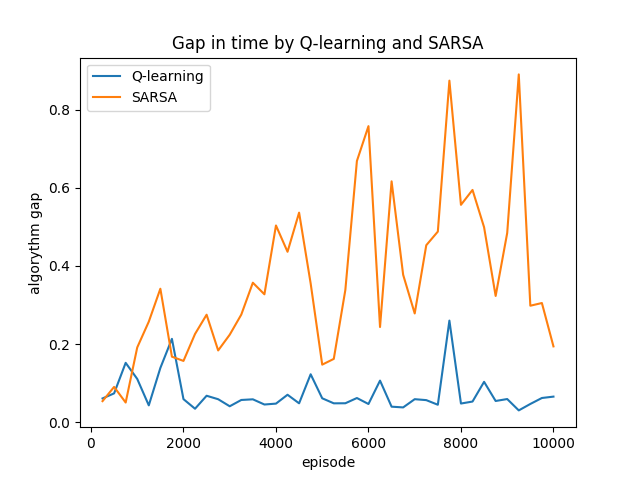 Gap in time by Q-learning and SARSA
Q-learning
SARSA
0.8
0.6
0.4
0.2
0.0
algorythm gap
0
2000
4000
6000
8000
10000
episode